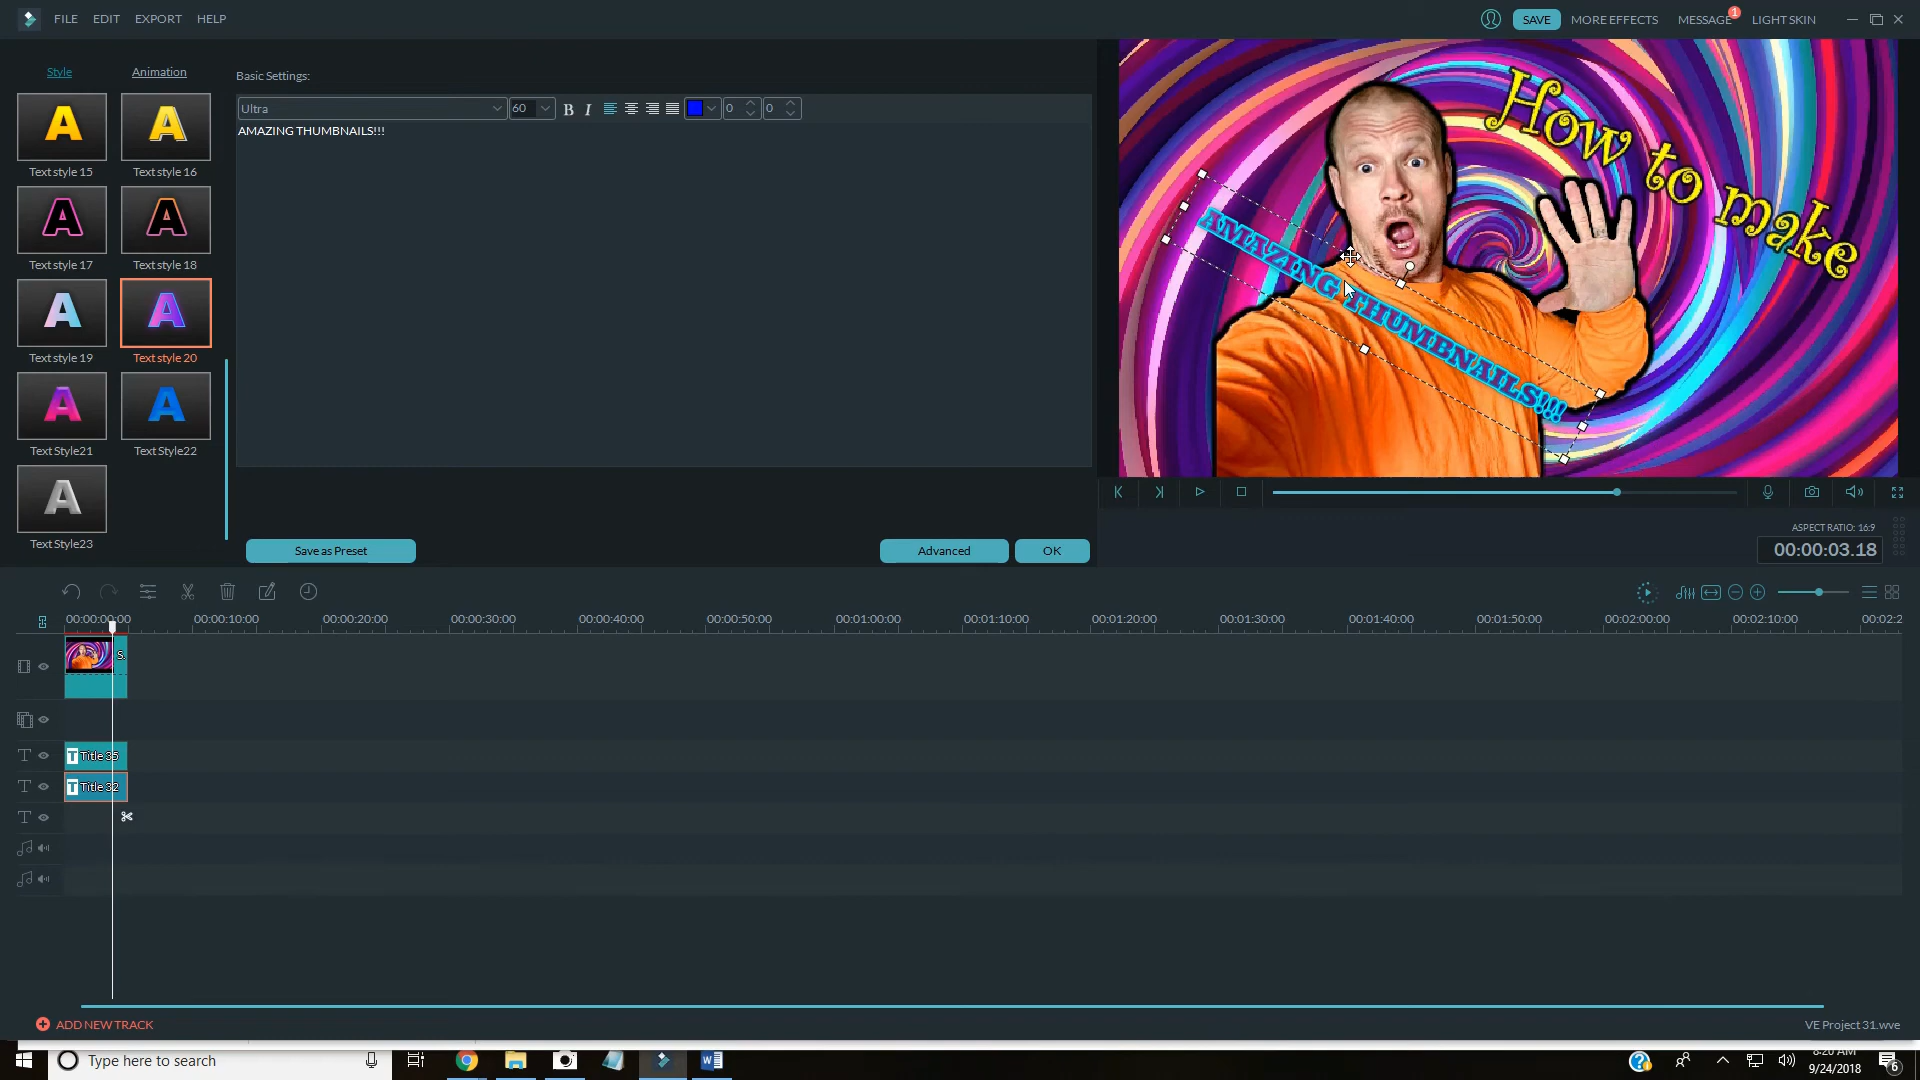 FILE EDIT EXPORT HELP
SAVE MORE EFFECTS MESSAGE 1 LIGHT SKIN
Style Animation
Basic Settings:
Ultra 60 B I 0 0
AMAZING THUMBNAILS!!!
A A
Text style 15 Text style 16
A A
Text style 17 Text style 18
A A
Text style 19 Text style 20
A A
Text Style21 Text Style22
A
Text Style23
How to make
AMAZING THUMBNAILS!!!
Save as Preset Advanced OK
ASPECT RATIO: 16:9
00:00:03.18
00:00:00:00 00:00:10:00 00:00:20:00 00:00:30:00 00:00:40:00 00:00:50:00 00:01:00:00 00:01:10:00 00:01:20:00 00:01:30:00 00:01:40:00 00:01:50:00 00:02:00:00 00:02:10:00 00:02:2
S.
T T Title 35
T T Title 32
T
ADD NEW TRACK
VE Project 31.wve
Type here to search
8:20 AM
9/24/2018
6